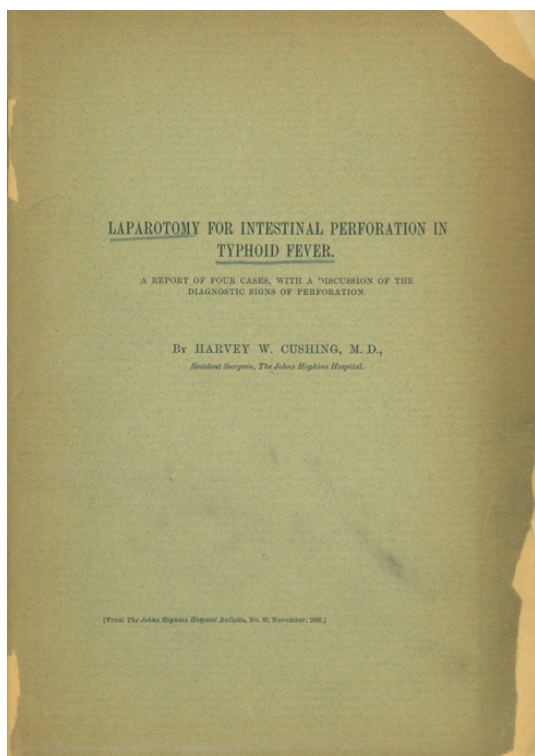 LAPAROTOMY FOR INTESTINAL PERFORATION IN
TYPHOID FEVER.
A REPORT OF FOUR CASES, WITH A DISCUSSION OF THE
DIAGNOSTIC SIGNS OF PERFORATION.
BY HARVEY W. CUSHING, M. D.,
Resident Surgeon, The Johns Hopkins Hospital.
[From The Johns Hopkins Hospital Bulletin, No. 92, November, 1898.]